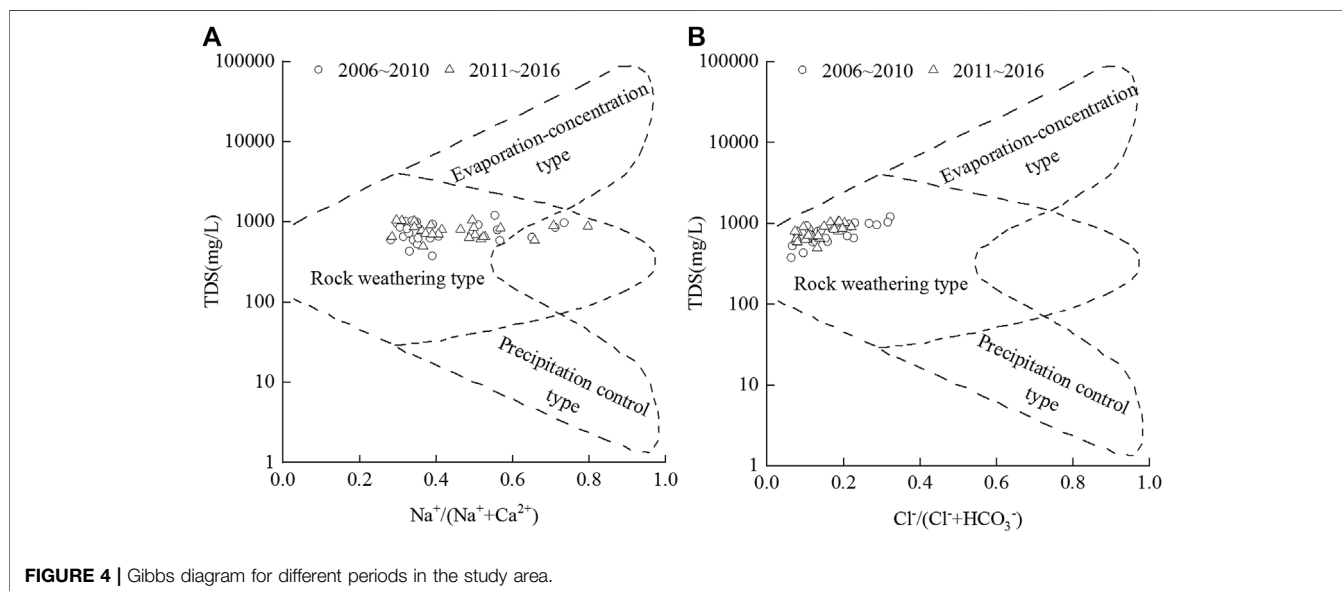 A
○ 2006~2010 △ 2011~2016
100000
10000
1000
100
10
1
TDS(mg/L)
Evaporation-concentration
type
Rock weathering type
Precipitation control
type
0.0 0.2 0.4 0.6 0.8 1.0
Na⁺/(Na⁺+Ca²⁺)
B
○ 2006~2010 △ 2011~2016
100000
10000
1000
100
10
1
TDS(mg/L)
Evaporation-concentration
type
Rock weathering type
Precipitation control
type
0.0 0.2 0.4 0.6 0.8 1.0
Cl⁻/(Cl⁻+HCO₃⁻)
FIGURE 4 | Gibbs diagram for different periods in the study area.